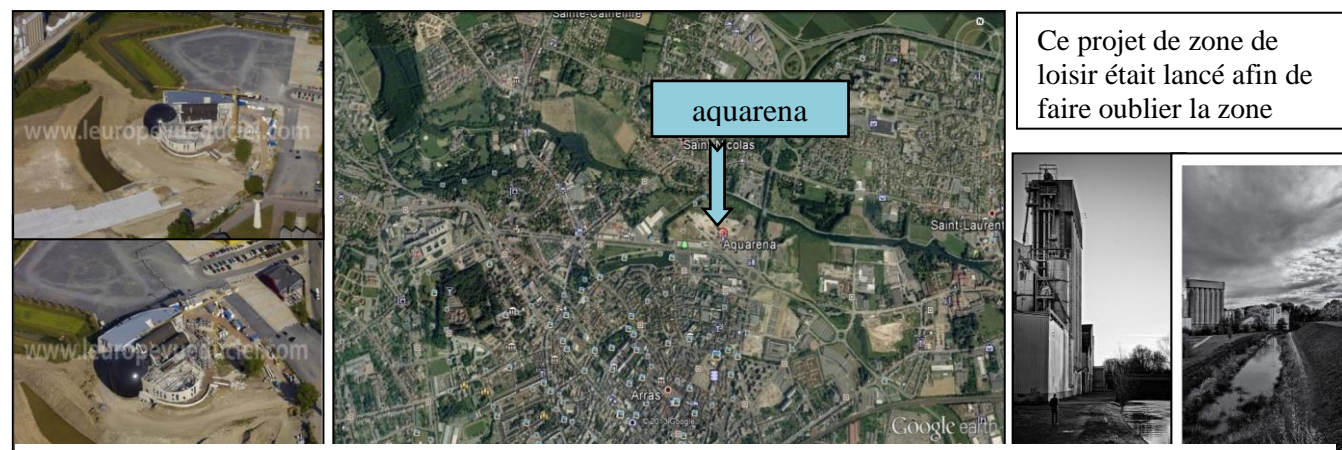 www.leuropevueduciel.com
www.leuropevueduciel.com
Sainte-Catherine
aquarena
Saint-Nicolas
Saint-Laurent
Aquarena
Arras
Google earth
Ce projet de zone de
loisir était lancé afin de
faire oublier la zone